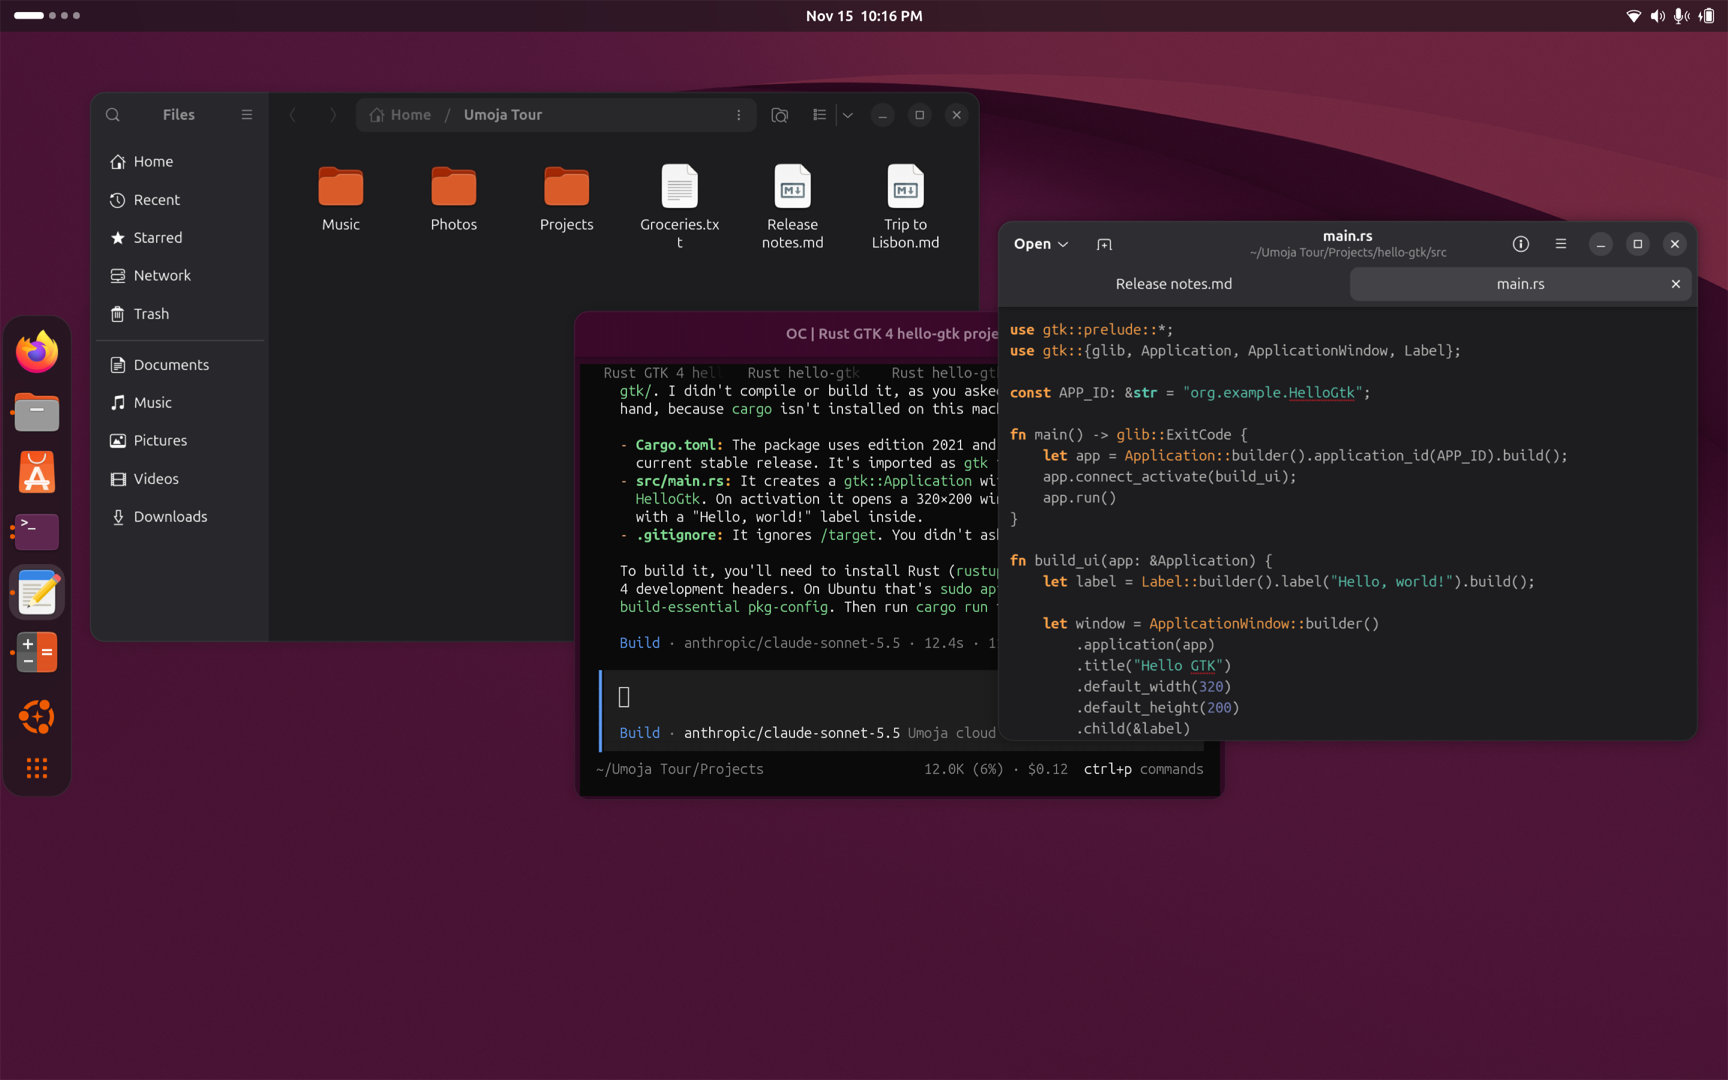 Nov 15  10:16 PM
Files
Home / Umoja Tour
Home
Recent
Starred
Network
Trash
Documents
Music
Pictures
Videos
Downloads
Music
Photos
Projects
Groceries.tx
t
Release
notes.md
Trip to
Lisbon.md
OC | Rust GTK 4 hello-gtk proje
Rust GTK 4 hel
Rust hello-gtk
Rust hello-gt
gtk/. I didn't compile or build it, as you aske
hand, because cargo isn't installed on this mac
- Cargo.toml: The package uses edition 2021 and
current stable release. It's imported as gtk
- src/main.rs: It creates a gtk::Application wi
HelloGtk. On activation it opens a 320×200 wi
with a "Hello, world!" label inside.
- .gitignore: It ignores /target. You didn't as
To build it, you'll need to install Rust (rustu
4 development headers. On Ubuntu that's sudo ap
build-essential pkg-config. Then run cargo run
Build · anthropic/claude-sonnet-5.5 · 12.4s · 1
Build · anthropic/claude-sonnet-5.5 Umoja cloud
~/Umoja Tour/Projects
12.0K (6%) · $0.12 ctrl+p commands
Open
main.rs
~/Umoja Tour/Projects/hello-gtk/src
Release notes.md
main.rs
use gtk::prelude::*;
use gtk::{glib, Application, ApplicationWindow, Label};
const APP_ID: &str = "org.example.HelloGtk";
fn main() -> glib::ExitCode {
let app = Application::builder().application_id(APP_ID).build();
app.connect_activate(build_ui);
app.run()
}
fn build_ui(app: &Application) {
let label = Label::builder().label("Hello, world!").build();
let window = ApplicationWindow::builder()
.application(app)
.title("Hello GTK")
.default_width(320)
.default_height(200)
.child(&label)